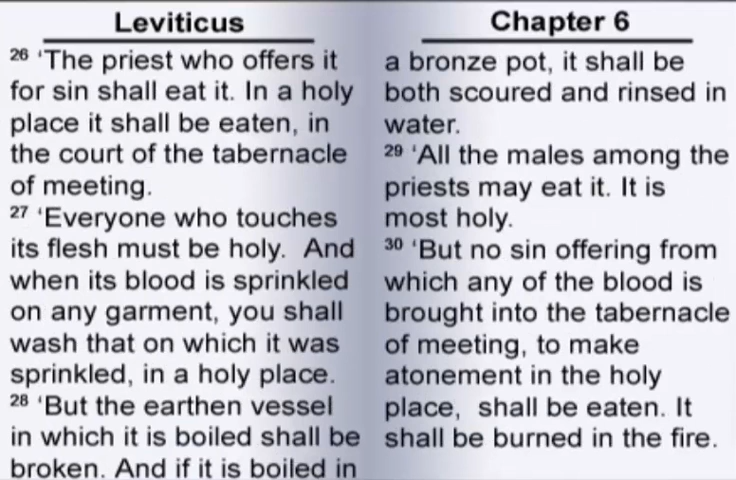 Leviticus
26 ‘The priest who offers it
for sin shall eat it. In a holy
place it shall be eaten, in
the court of the tabernacle
of meeting.
27 ‘Everyone who touches
its flesh must be holy.  And
when its blood is sprinkled
on any garment, you shall
wash that on which it was
sprinkled, in a holy place.
28 ‘But the earthen vessel
in which it is boiled shall be
broken. And if it is boiled in
Chapter 6
a bronze pot, it shall be
both scoured and rinsed in
water.
29 ‘All the males among the
priests may eat it. It is
most holy.
30 ‘But no sin offering from
which any of the blood is
brought into the tabernacle
of meeting, to make
atonement in the holy
place,  shall be eaten. It
shall be burned in the fire.